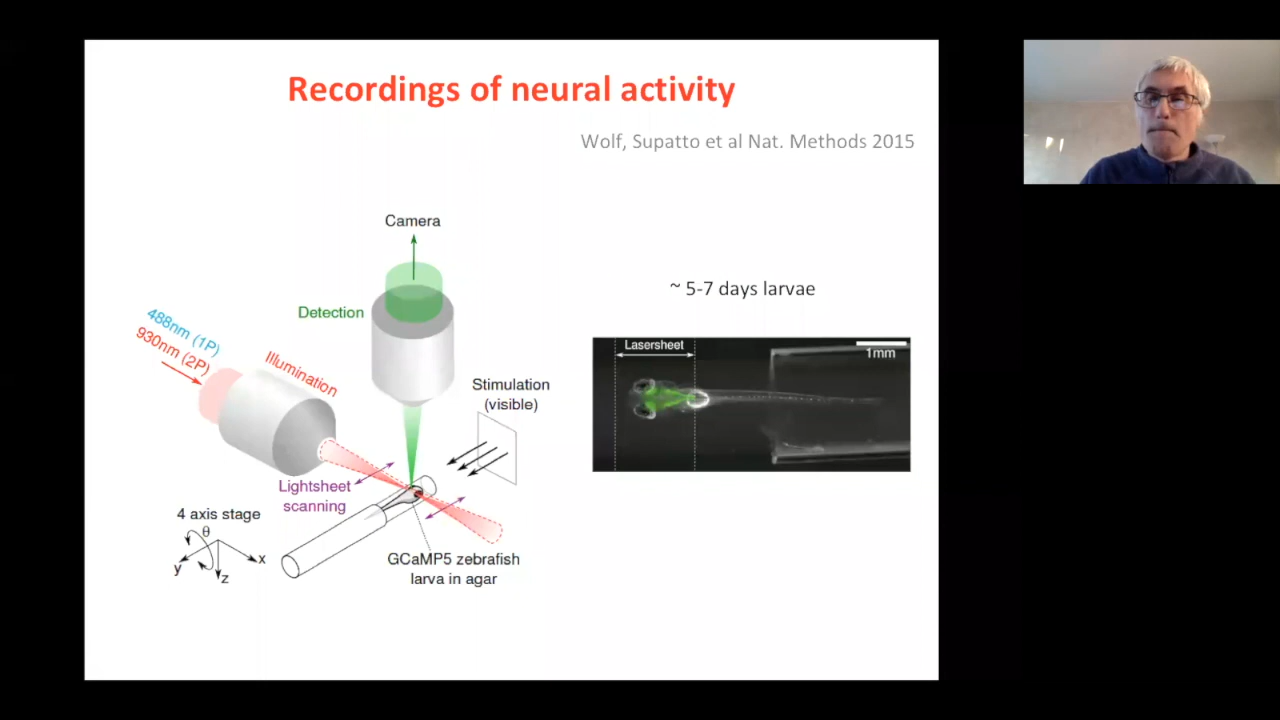 Recordings of neural activity
Wolf, Supatto et al Nat. Methods 2015
Camera
Detection
488nm (1P)
930nm (2P)
Illumination
Stimulation
(visible)
Lightsheet
scanning
4 axis stage
θ
x
y
z
GCaMP5 zebrafish
larva in agar
~ 5-7 days larvae
Lasersheet
1mm